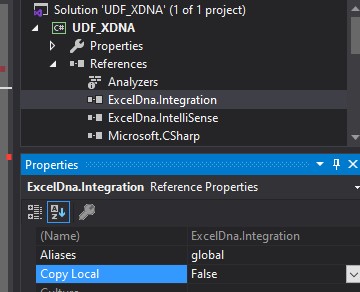 Solution 'UDF_XDNA' (1 of 1 project)
C# UDF_XDNA
Properties
References
Analyzers
ExcelDna.Integration
ExcelDna.IntelliSense
Microsoft.CSharp
Properties
ExcelDna.Integration Reference Properties
(Name) ExcelDna.Integration
Aliases global
Copy Local False
Culture